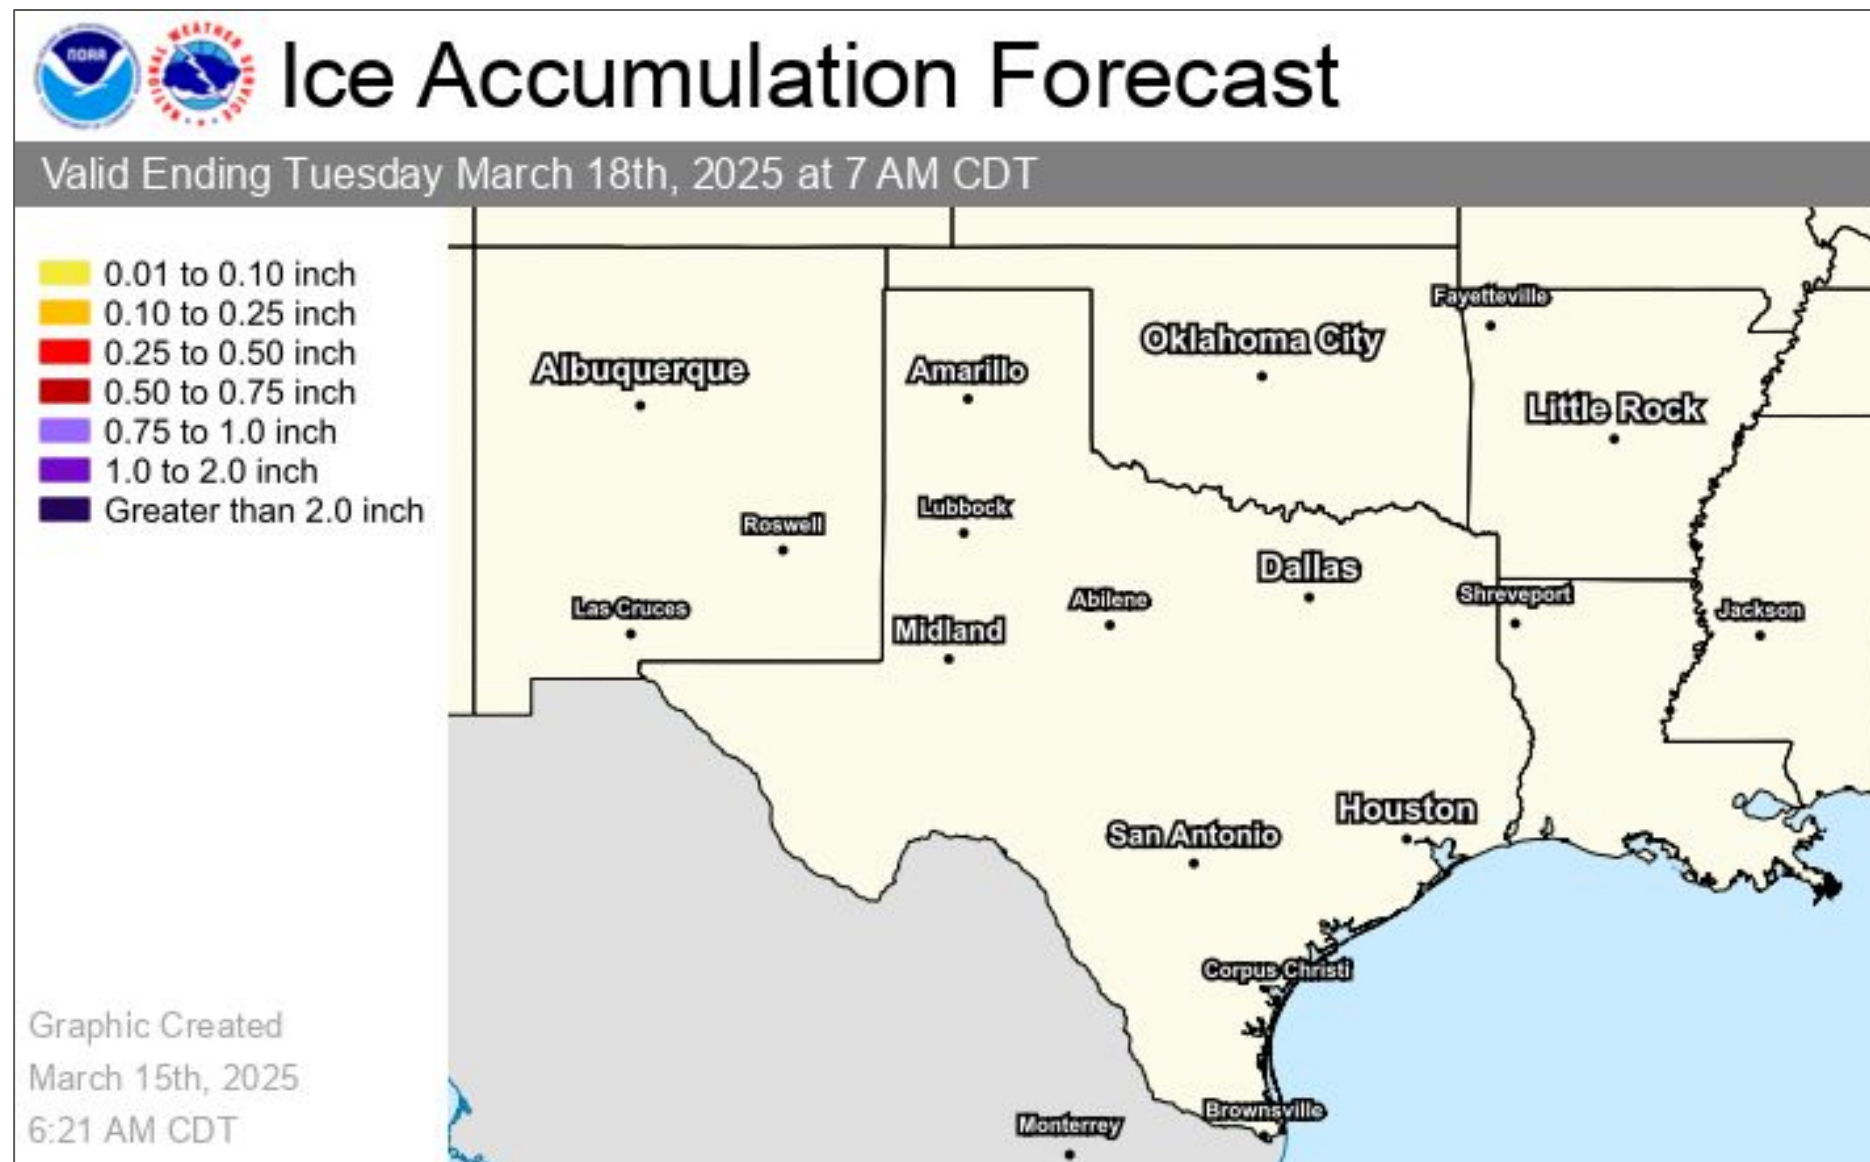 NOAA
NATIONAL WEATHER SERVICE
Ice Accumulation Forecast
Valid Ending Tuesday March 18th, 2025 at 7 AM CDT
0.01 to 0.10 inch
0.10 to 0.25 inch
0.25 to 0.50 inch
0.50 to 0.75 inch
0.75 to 1.0 inch
1.0 to 2.0 inch
Greater than 2.0 inch
Fayetteville
Oklahoma City
Albuquerque
Amarillo
Little Rock
Lubbock
Roswell
Dallas
Shreveport
Abilene
Las Cruces
Jackson
Midland
Houston
San Antonio
Corpus Christi
Brownsville
Monterrey
Graphic Created
March 15th, 2025
6:21 AM CDT